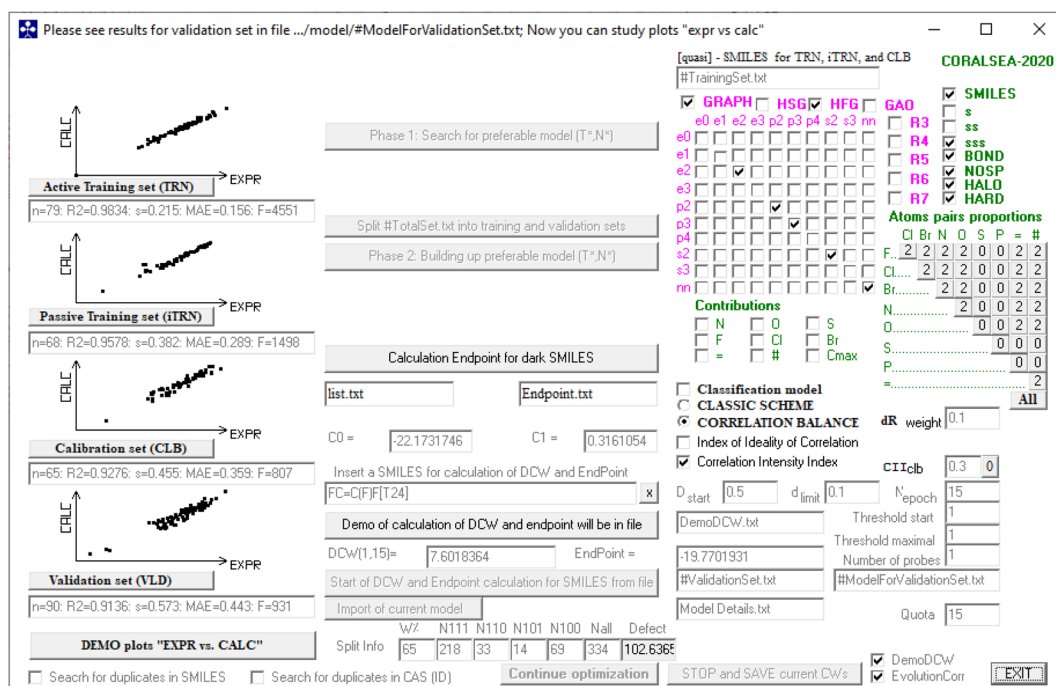 Please see results for validation set in file .../model/#ModelForValidationSet.txt; Now you can study plots "expr vs calc"
[quasi] - SMILES for TRN, iTRN, and CLB
CORALSEA-2020
#TrainingSet.txt
GRAPH HSG HFG GAO
e0 e1 e2 e3 p2 p3 p4 s2 s3 nn
e0
e1
e2
e3
p2
p3
p4
s2
s3
nn
R3
R4
R5
R6
R7
SMILES
s
ss
sss
BOND
NOSP
HALO
HARD
Atoms pairs proportions
Cl Br N O S P = #
F... 2 2 2 2 0 0 2 2
Cl..... 2 2 2 0 0 2 2
Br.......... 2 2 0 0 2 2
N.............. 2 0 0 2 2
O.................. 0 0 2 2
S....................... 0 0 0
P........................... 0 0
=.............................. 2
All
Contributions
N O S
F Cl Br
= # Cmax
CALC
EXPR
Active Training set (TRN)
n=79: R2=0.9834: s=0.215: MAE=0.156: F=4551
CALC
EXPR
Passive Training set (iTRN)
n=68: R2=0.9578: s=0.382: MAE=0.289: F=1498
CALC
EXPR
Calibration set (CLB)
n=65: R2=0.9276: s=0.455: MAE=0.359: F=807
CALC
EXPR
Validation set (VLD)
n=90: R2=0.9136: s=0.573: MAE=0.443: F=931
DEMO plots "EXPR vs. CALC"
Seacrh for duplicates in SMILES
Search for duplicates in CAS (ID)
Phase 1: Search for preferable model (T*,N*)
Split #TotalSet.txt into training and validation sets
Phase 2: Building up preferable model (T*,N*)
Calculation Endpoint for dark SMILES
list.txt Endpoint.txt
C0 = -22.1731746 C1 = 0.3161054
Insert a SMILES for calculation of DCW and EndPoint
FC=C(F)F[T24] x
Demo of calculation of DCW and endpoint will be in file
DCW(1,15)= 7.6018364 EndPoint =
Start of DCW and Endpoint calculation for SMILES from file
Import of current model
W% N111 N110 N101 N100 Nall Defect
Split Info 65 218 33 14 69 334 102.6365
Continue optimization
STOP and SAVE current CWs
Classification model
CLASSIC SCHEME
CORRELATION BALANCE
dR weight 0.1
Index of Ideality of Correlation
Correlation Intensity Index
CIIclb 0.3 0
D start 0.5 d limit 0.1 N epoch 15
DemoDCW.txt
Threshold start 1
Threshold maximal 1
-19.7701931
Number of probes 1
#ValidationSet.txt #ModelForValidationSet.txt
Model Details.txt
Quota 15
DemoDCW
EvolutionCorr
EXIT